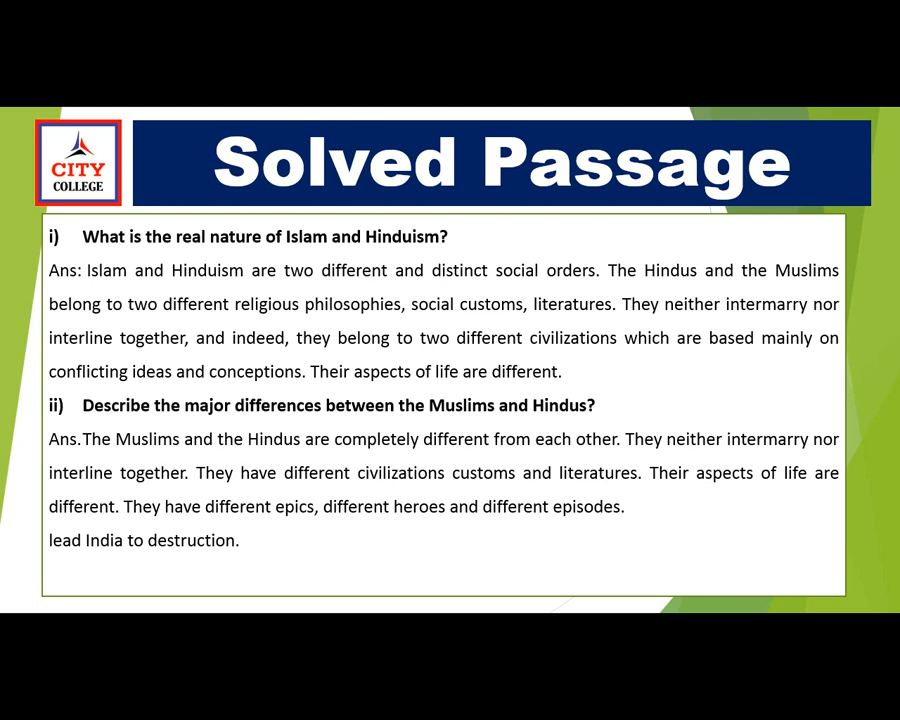 CITY
COLLEGE
Solved Passage
i) What is the real nature of Islam and Hinduism?
Ans: Islam and Hinduism are two different and distinct social orders. The Hindus and the Muslims
belong to two different religious philosophies, social customs, literatures. They neither intermarry nor
interline together, and indeed, they belong to two different civilizations which are based mainly on
conflicting ideas and conceptions. Their aspects of life are different.
ii) Describe the major differences between the Muslims and Hindus?
Ans.The Muslims and the Hindus are completely different from each other. They neither intermarry nor
interline together. They have different civilizations customs and literatures. Their aspects of life are
different. They have different epics, different heroes and different episodes.
lead India to destruction.